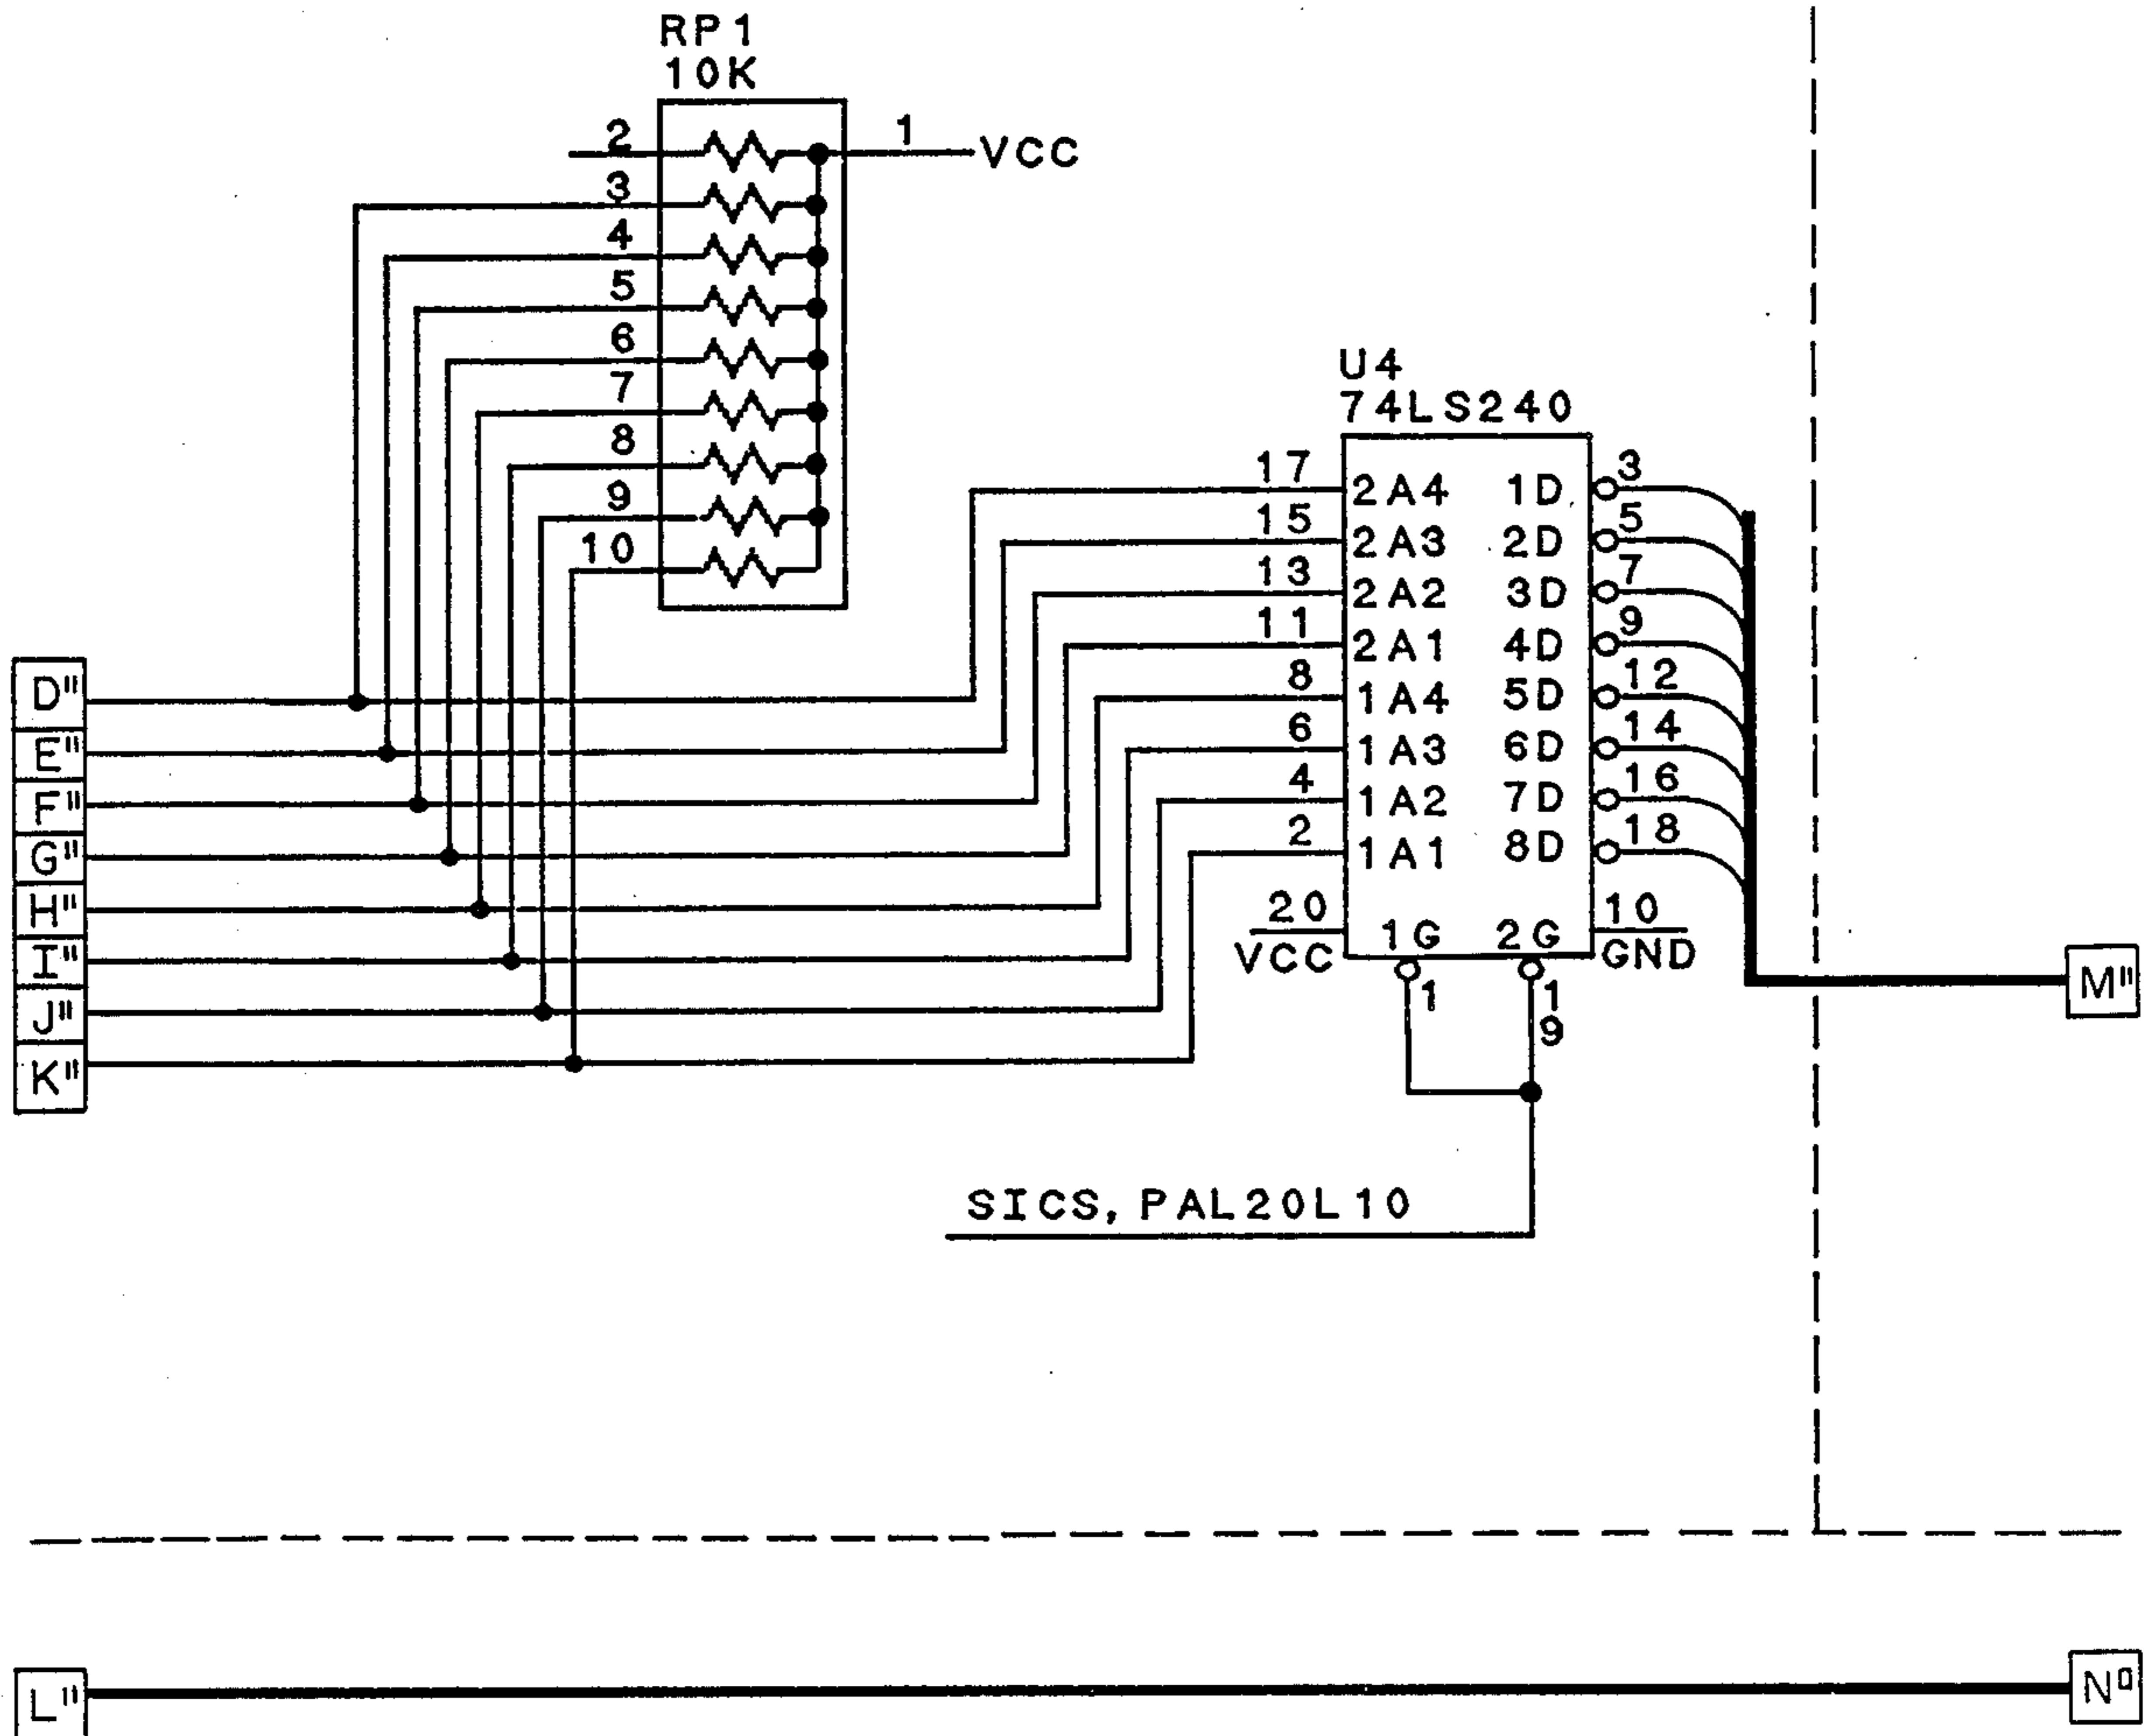 RP1
10K
2
1
VCC
3
4
5
6
7
8
9
10
U4
74LS240
17 2A4 1D 3
15 2A3 2D 5
13 2A2 3D 7
11 2A1 4D 9
8 1A4 5D 12
6 1A3 6D 14
4 1A2 7D 16
2 1A1 8D 18
20 1G 2G 10
VCC GND
1 1
9
D"
E"
F"
G"
H"
I"
J"
K"
M"
SICS, PAL20L10
L"
N"